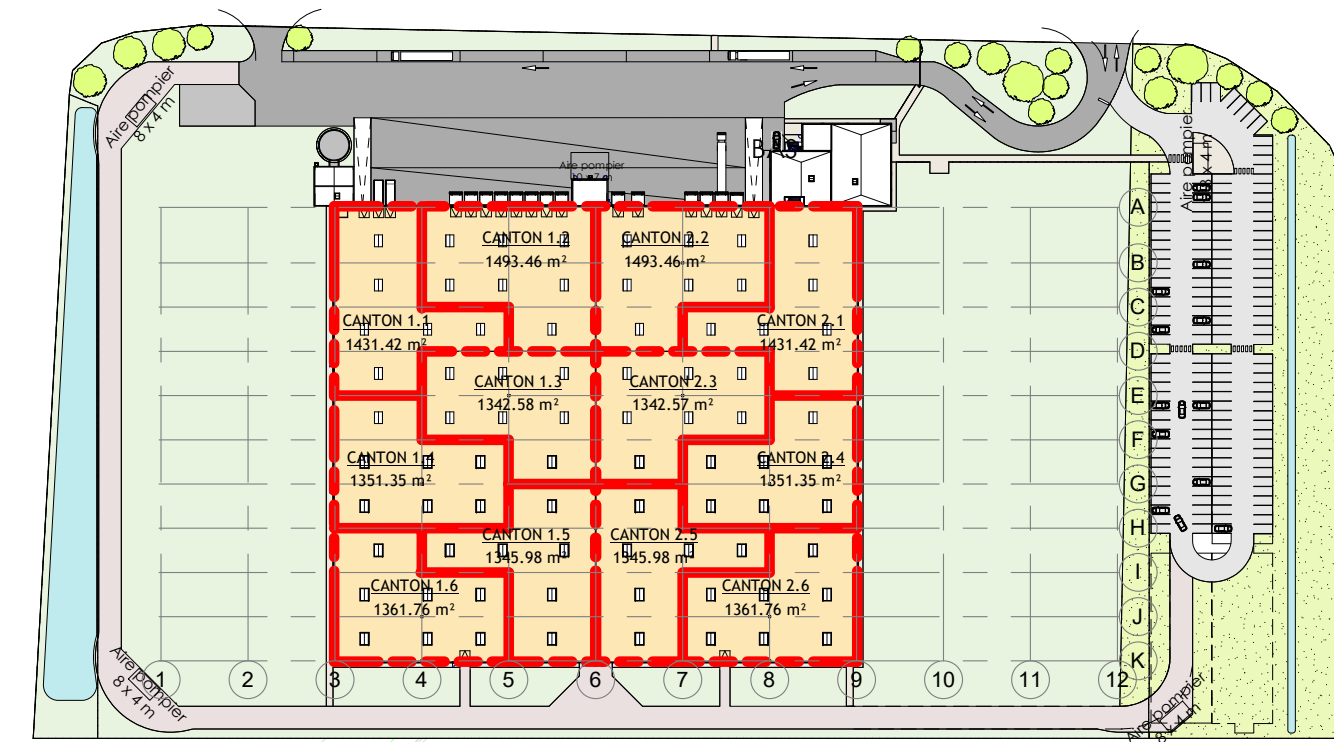 Aire pompier
8 x 4 m
Aire pompier
8 x 4 m
Aire pompier
A
B
C
D
E
F
G
H
I
J
K
CANTON 1.2
1493.46 m²
CANTON 2.2
1493.46 m²
CANTON 1.1
1431.42 m²
CANTON 2.1
1431.42 m²
CANTON 1.3
1342.58 m²
CANTON 2.3
1342.57 m²
CANTON 1.4
1351.35 m²
CANTON 2.4
1351.35 m²
CANTON 1.5
1345.98 m²
CANTON 2.5
1345.98 m²
CANTON 1.6
1361.76 m²
CANTON 2.6
1361.76 m²
1
2
3
4
5
6
7
8
9
10
11
12
Aire pompier
8 x 4 m
Aire pompier
8 x 4 m